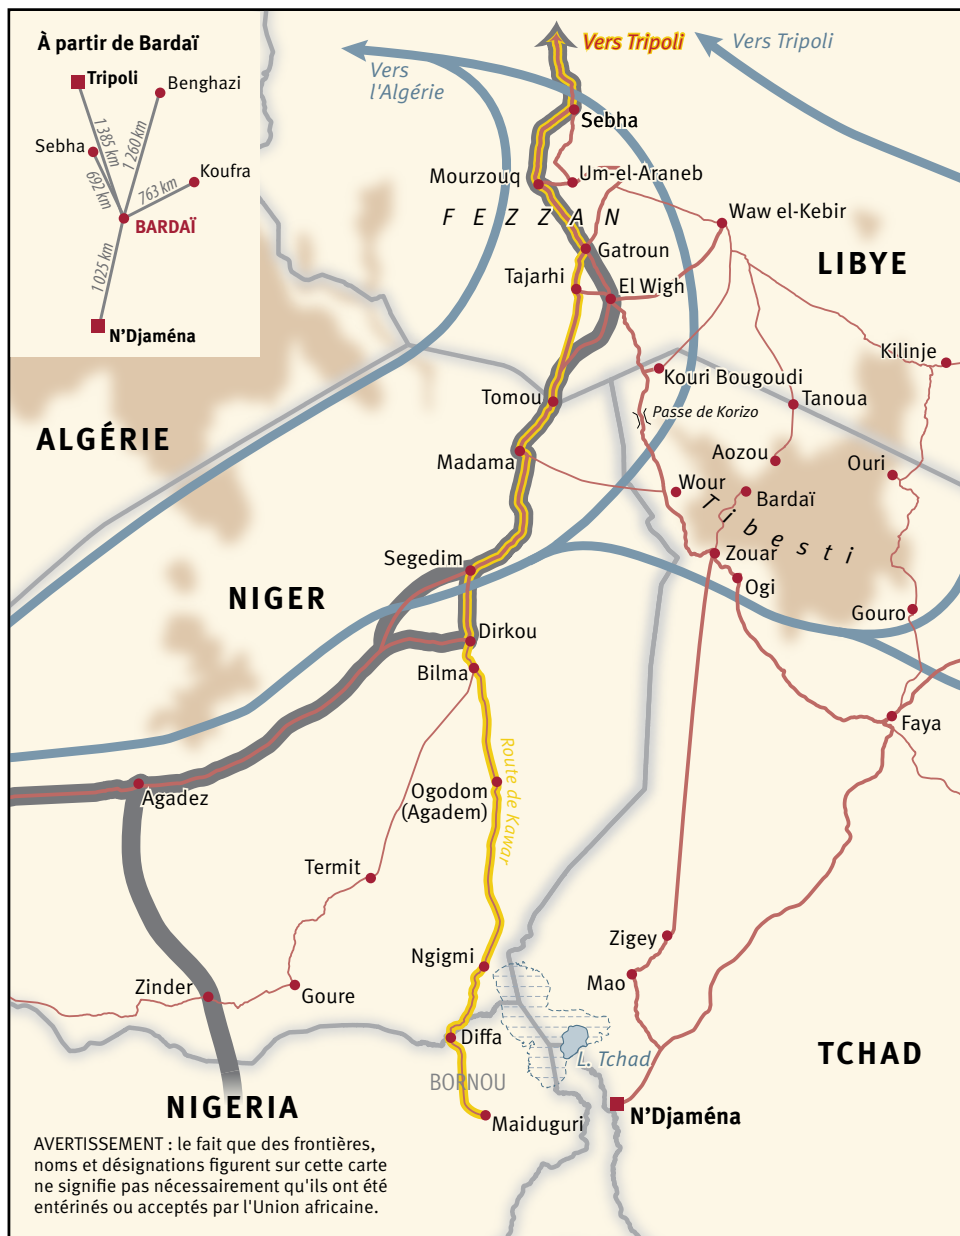 À partir de Bardaï
Tripoli
Benghazi
1 385 km
1 260 km
Sebha
692 km
763 km
Koufra
BARDAÏ
1 025 km
N'Djaména
Vers Tripoli
Vers Tripoli
Vers
l'Algérie
Sebha
Mourzouq
Um-el-Araneb
FEZZAN
Waw el-Kebir
Gatroun
LIBYE
Tajarhi
El Wigh
Kilinje
Kouri Bougoudi
Tomou
Tanoua
Passe de Korizo
ALGÉRIE
Madama
Aozou
Ouri
Wour
Bardaï
Tibesti
Segedim
Zouar
Ogi
NIGER
Gouro
Dirkou
Bilma
Faya
Route de Kawar
Agadez
Ogodom
(Agadem)
Termit
Zigey
Ngigmi
Mao
Zinder
Goure
Diffa
L. Tchad
TCHAD
BORNOU
NIGERIA
Maiduguri
N'Djaména
AVERTISSEMENT : le fait que des frontières,
noms et désignations figurent sur cette carte
ne signifie pas nécessairement qu'ils ont été
entérinés ou acceptés par l'Union africaine.